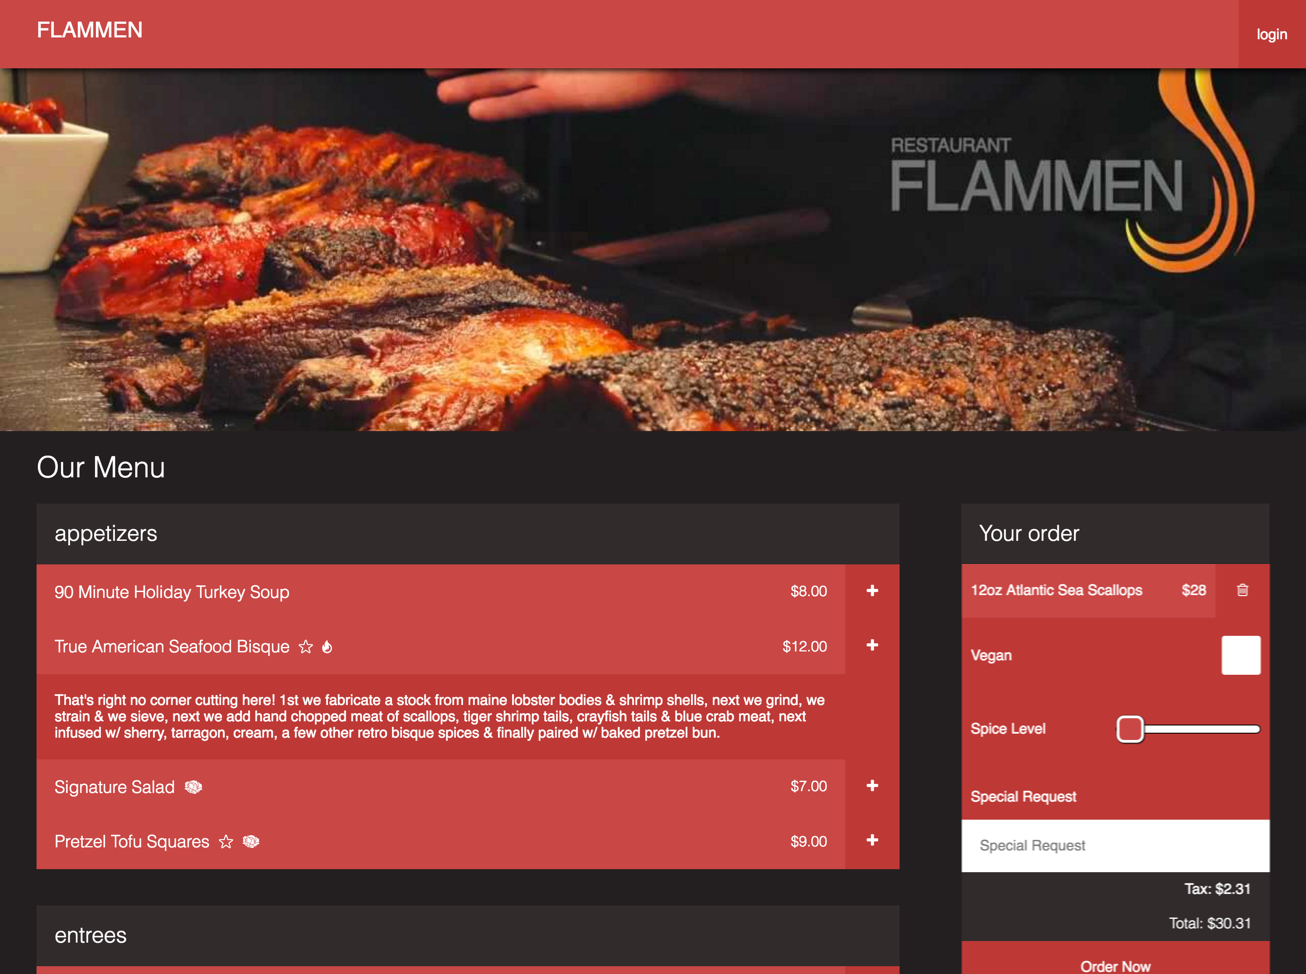 FLAMMEN
login
RESTAURANT
FLAMMEN
Our Menu
appetizers
90 Minute Holiday Turkey Soup $8.00 +
True American Seafood Bisque $12.00 +
That's right no corner cutting here! 1st we fabricate a stock from maine lobster bodies & shrimp shells, next we grind, we
strain & we sieve, next we add hand chopped meat of scallops, tiger shrimp tails, crayfish tails & blue crab meat, next
infused w/ sherry, tarragon, cream, a few other retro bisque spices & finally paired w/ baked pretzel bun.
Signature Salad $7.00 +
Pretzel Tofu Squares $9.00 +
entrees
Your order
12oz Atlantic Sea Scallops $28
Vegan
Spice Level
Special Request
Special Request
Tax: $2.31
Total: $30.31
Order Now